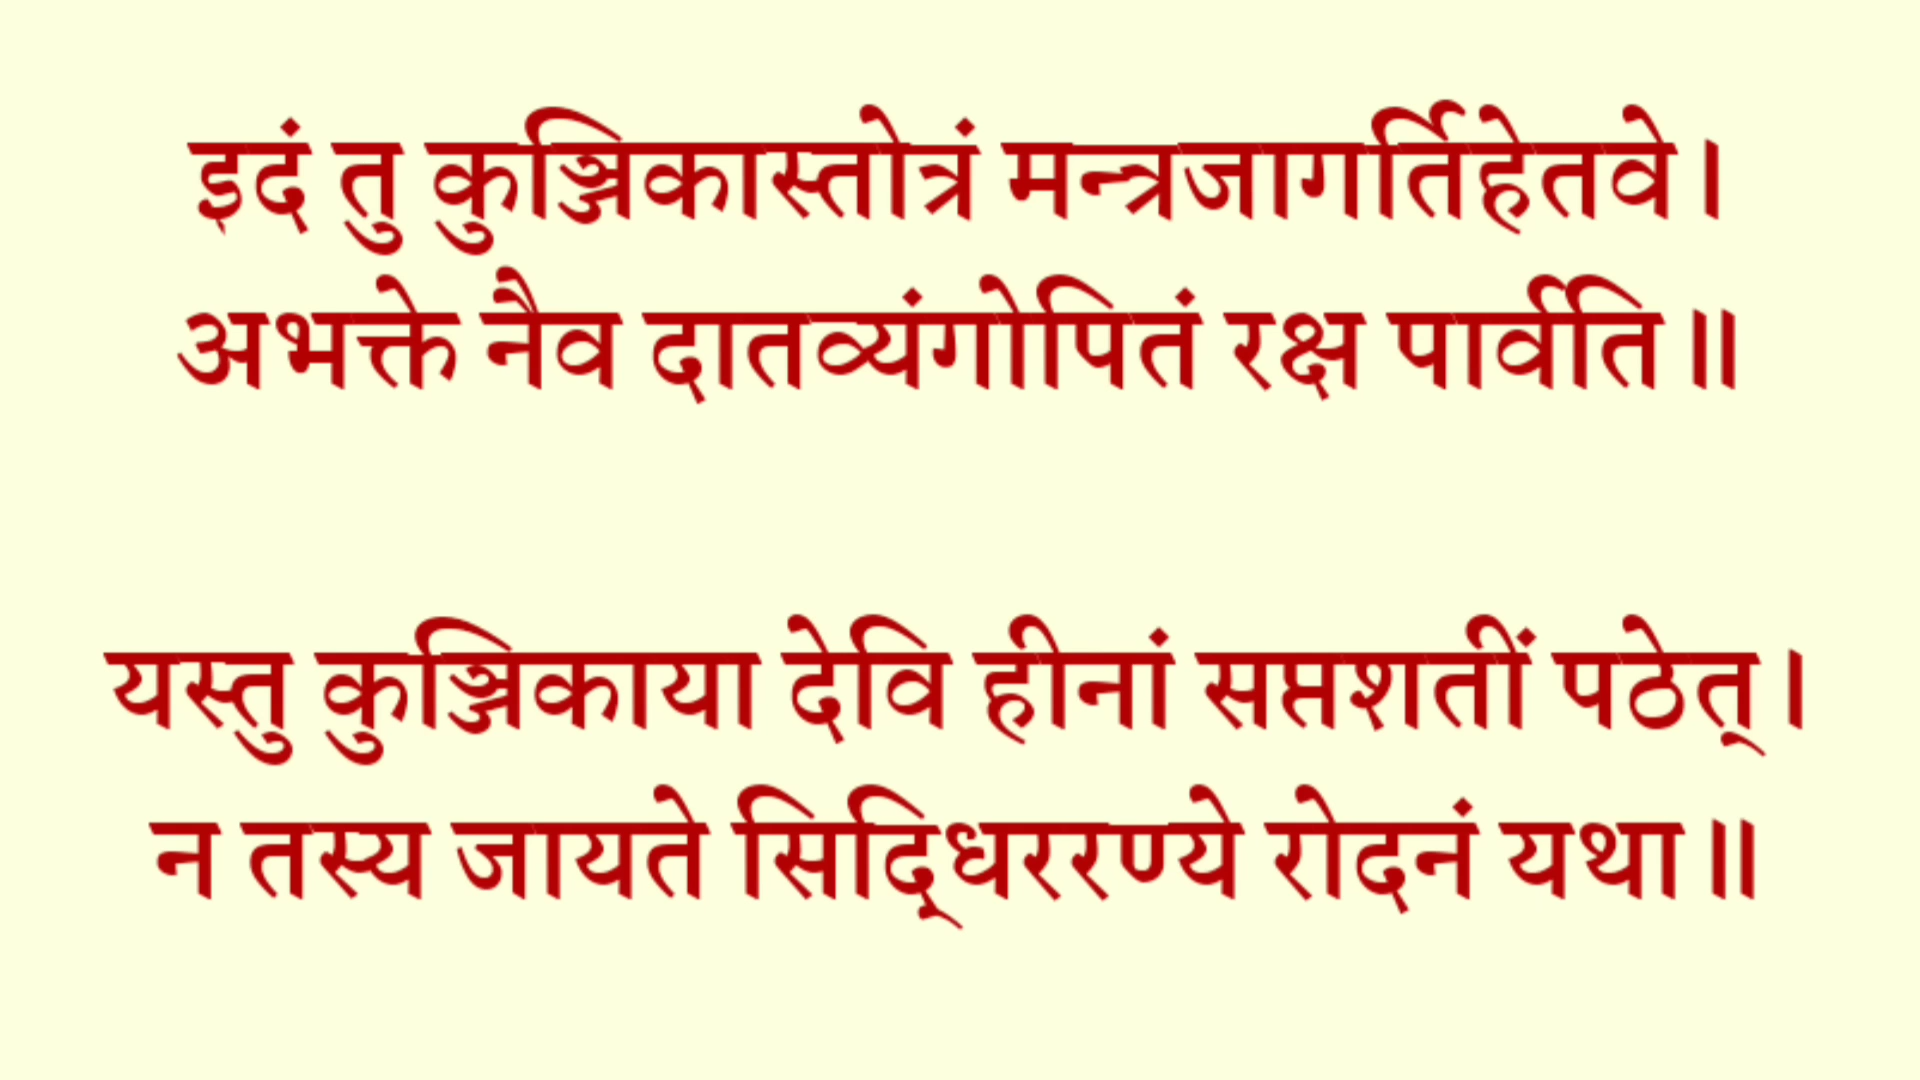 इदं तु कुञ्जिकास्तोत्रं मन्त्रजागर्तिहेतवे।
अभक्ते नैव दातव्यंगोपितं रक्ष पार्वति॥
यस्तु कुञ्जिकाया देवि हीनां सप्तशतीं पठेत्।
न तस्य जायते सिद्‌धिररण्ये रोदनं यथा॥